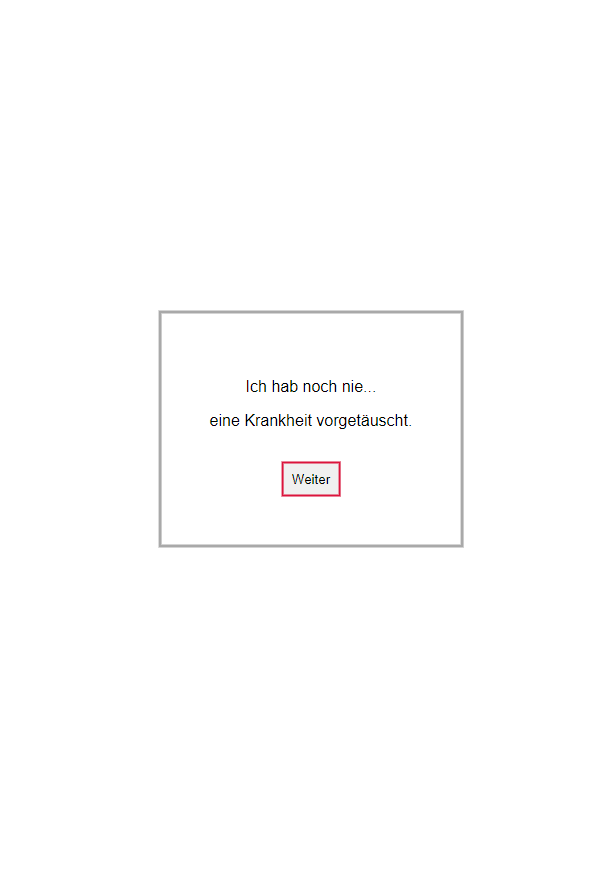 Ich hab noch nie...
eine Krankheit vorgetäuscht.
Weiter